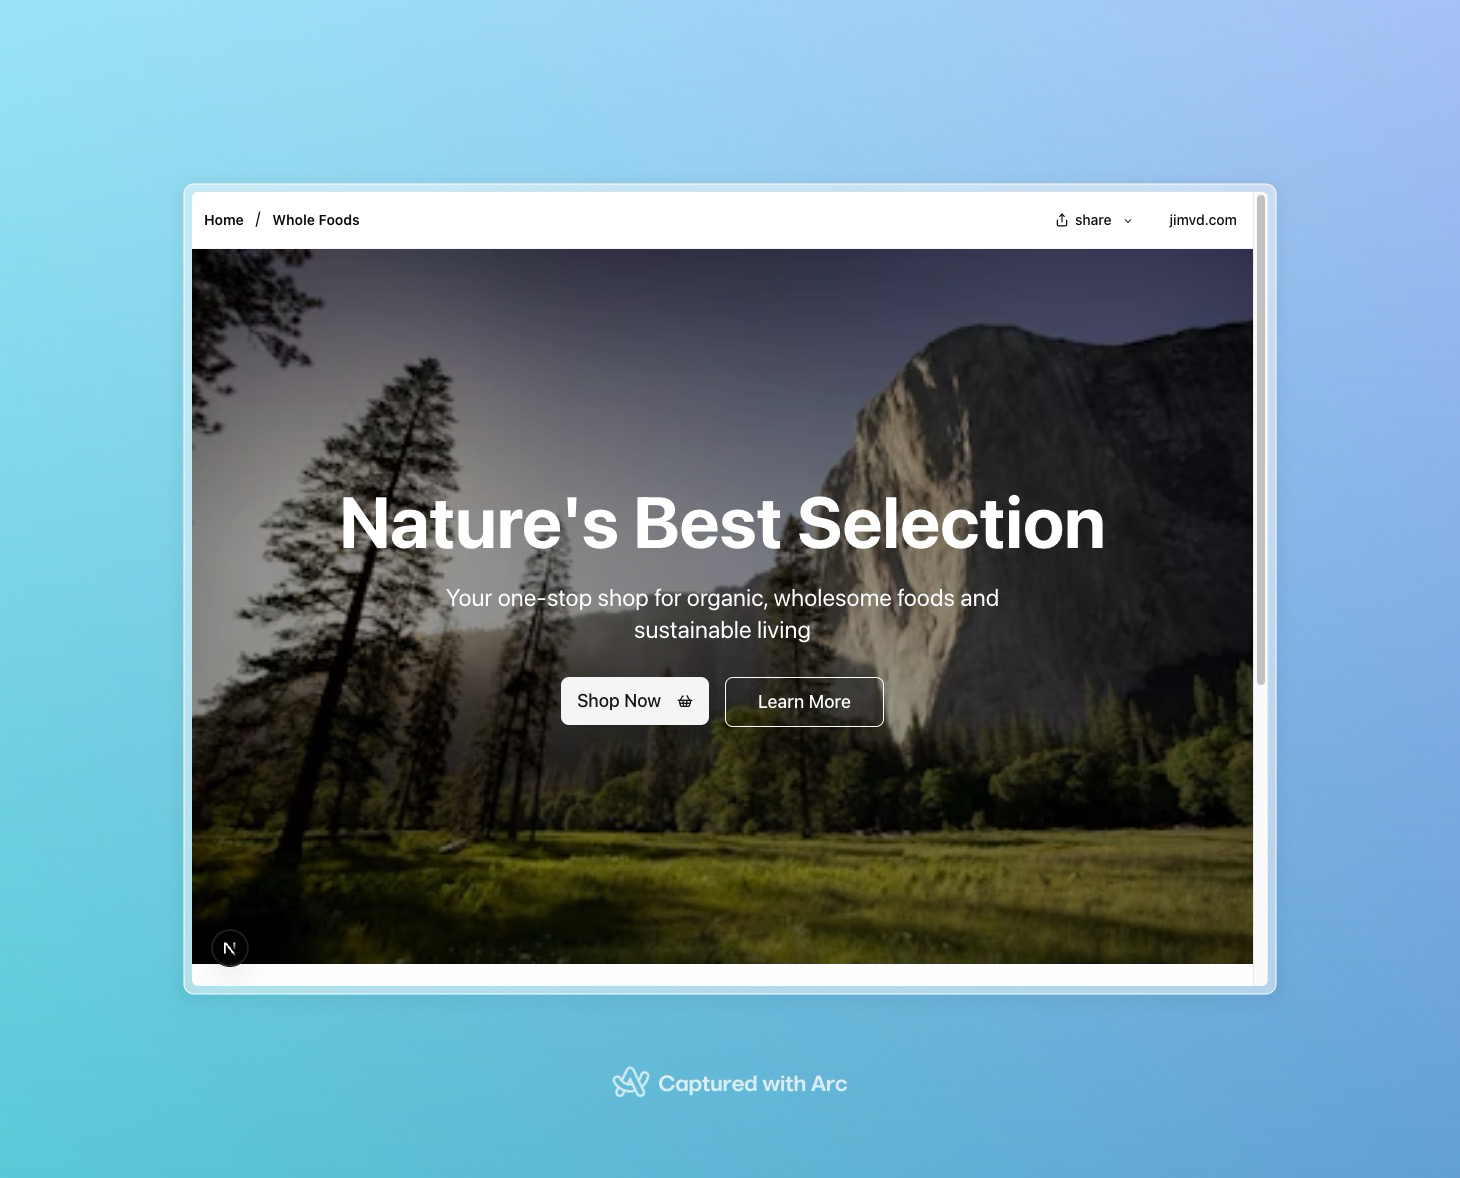 Home / Whole Foods
share
jimvd.com
Nature's Best Selection
Your one-stop shop for organic, wholesome foods and
sustainable living
Shop Now
Learn More
N
Captured with Arc